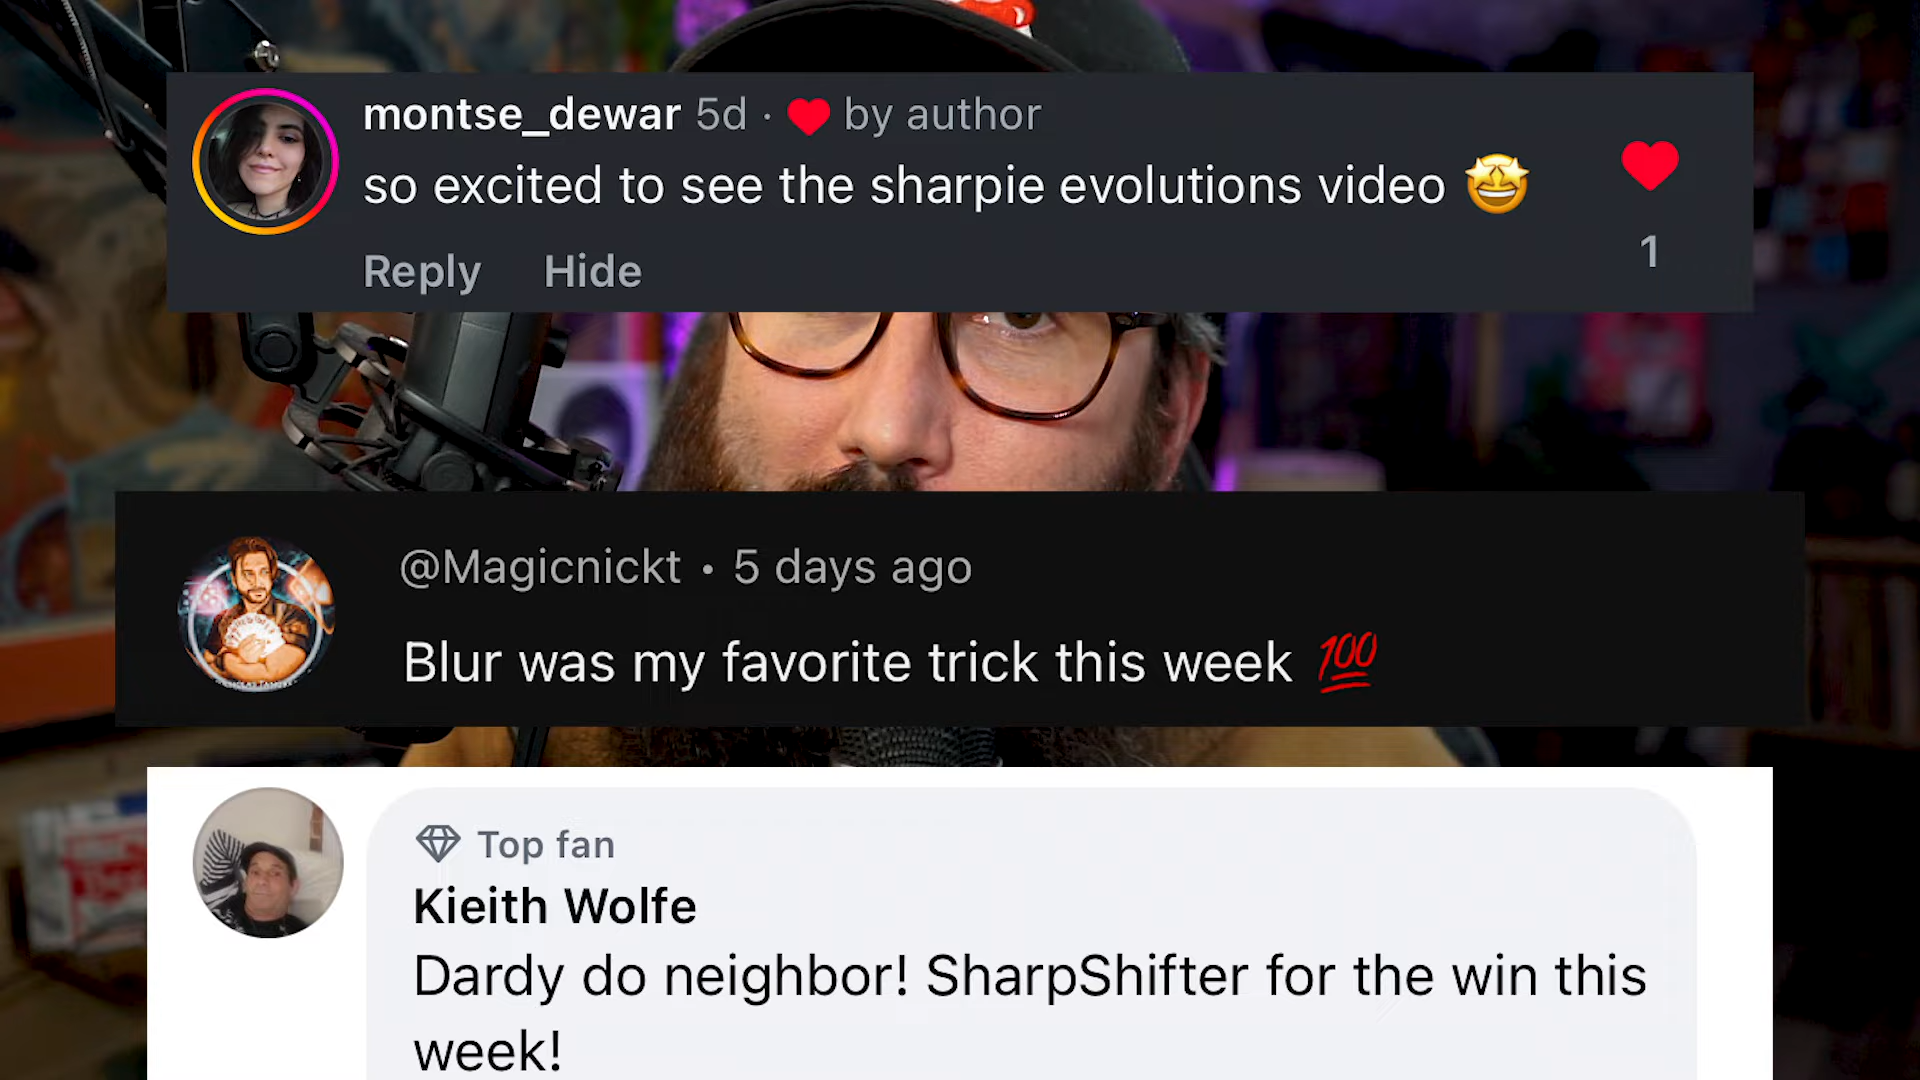 montse_dewar 5d · ❤️ by author
so excited to see the sharpie evolutions video 🤩
Reply Hide
1
@Magicnickt • 5 days ago
Blur was my favorite trick this week 💯
Top fan
Kieith Wolfe
Dardy do neighbor! SharpShifter for the win this
week!